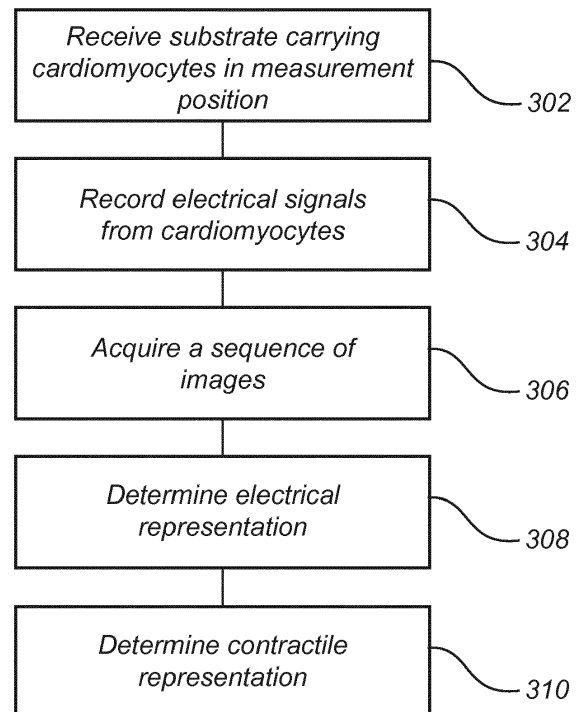 Receive substrate carrying
cardiomyocytes in measurement
position
302
Record electrical signals
from cardiomyocytes
304
Acquire a sequence of
images
306
Determine electrical
representation
308
Determine contractile
representation
310